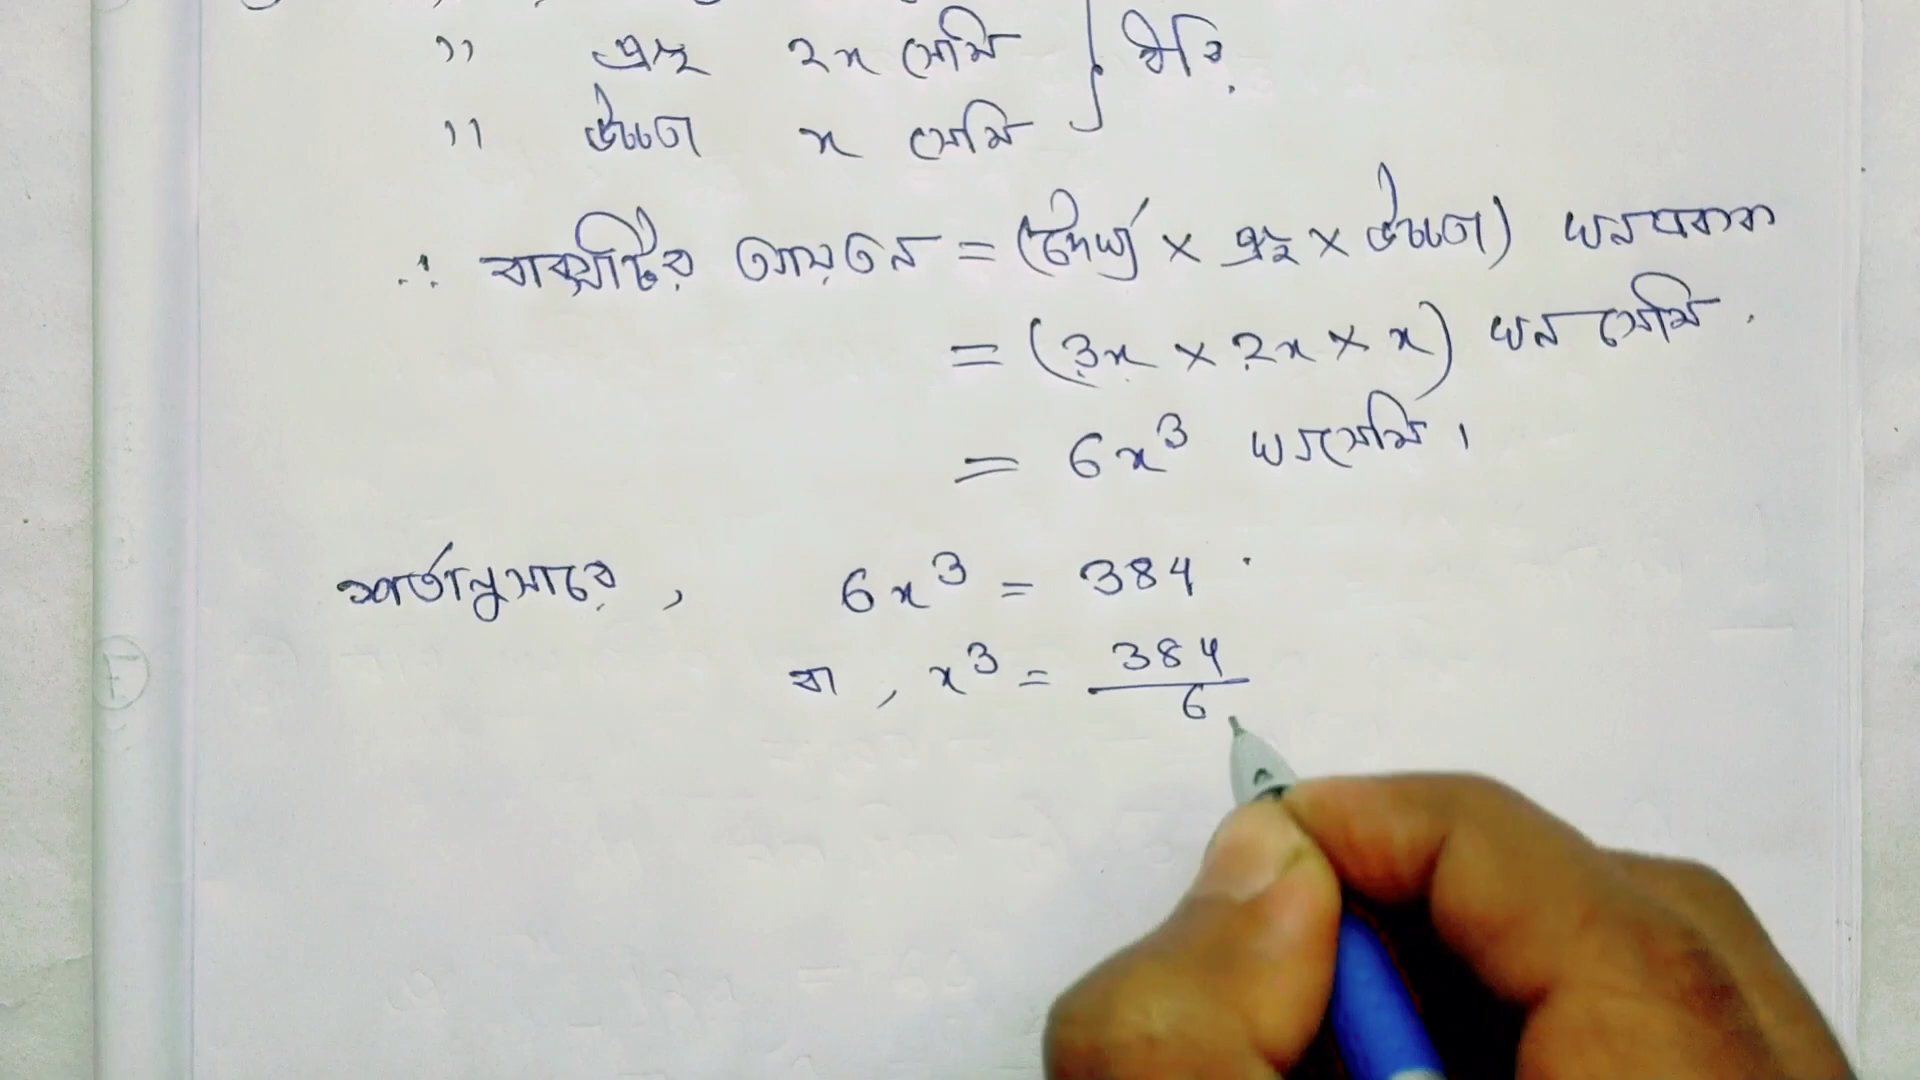 " প্রস্থ 2x সেমি } ধরি,
" উচ্চতা x সেমি
∴ বাক্সটির আয়তন = (দৈর্ঘ্য × প্রস্থ × উচ্চতা) ঘনএকক
= (3x × 2x × x) ঘন সেমি.
= 6x³ ঘনসেমি।
শর্তানুসারে, 6x³ = 384
বা, x³ = 384/6